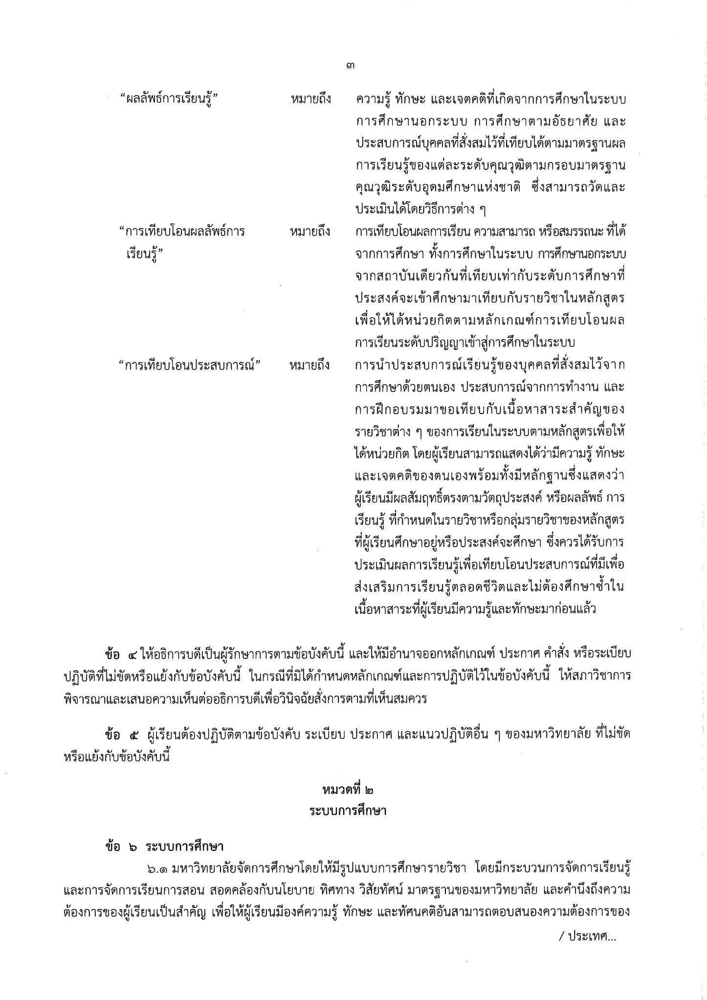 ๓
“ผลลัพธ์การเรียนรู้” หมายถึง ความรู้ ทักษะ และเจตคติที่เกิดจากการศึกษาในระบบ
การศึกษานอกระบบ การศึกษาตามอัธยาศัย และ
ประสบการณ์บุคคลที่สั่งสมไว้ที่เทียบได้ตามมาตรฐานผล
การเรียนรู้ของแต่ละระดับคุณวุฒิตามกรอบมาตรฐาน
คุณวุฒิระดับอุดมศึกษาแห่งชาติ ซึ่งสามารถวัดและ
ประเมินได้โดยวิธีการต่าง ๆ
“การเทียบโอนผลลัพธ์การ หมายถึง การเทียบโอนผลการเรียน ความสามารถ หรือสมรรถนะ ที่ได้
เรียนรู้” จากการศึกษา ทั้งการศึกษาในระบบ การศึกษานอกระบบ
จากสถาบันเดียวกันที่เทียบเท่ากับระดับการศึกษาที่
ประสงค์จะเข้าศึกษามาเทียบกับรายวิชาในหลักสูตร
เพื่อให้ได้หน่วยกิตตามหลักเกณฑ์การเทียบโอนผล
การเรียนระดับปริญญาเข้าสู่การศึกษาในระบบ
“การเทียบโอนประสบการณ์” หมายถึง การนำประสบการณ์เรียนรู้ของบุคคลที่สั่งสมไว้จาก
การศึกษาด้วยตนเอง ประสบการณ์จากการทำงาน และ
การฝึกอบรมมาขอเทียบกับเนื้อหาสาระสำคัญของ
รายวิชาต่าง ๆ ของการเรียนในระบบตามหลักสูตรเพื่อให้
ได้หน่วยกิต โดยผู้เรียนสามารถแสดงได้ว่ามีความรู้ ทักษะ
และเจตคติของตนเองพร้อมทั้งมีหลักฐานซึ่งแสดงว่า
ผู้เรียนมีผลสัมฤทธิ์ตรงตามวัตถุประสงค์ หรือผลลัพธ์ การ
เรียนรู้ ที่กำหนดในรายวิชาหรือกลุ่มรายวิชาของหลักสูตร
ที่ผู้เรียนศึกษาอยู่หรือประสงค์จะศึกษา ซึ่งควรได้รับการ
ประเมินผลการเรียนรู้เพื่อเทียบโอนประสบการณ์ที่มีเพื่อ
ส่งเสริมการเรียนรู้ตลอดชีวิตและไม่ต้องศึกษาซ้ำใน
เนื้อหาสาระที่ผู้เรียนมีความรู้และทักษะมาก่อนแล้ว
ข้อ ๔ ให้อธิการบดีเป็นผู้รักษาการตามข้อบังคับนี้ และให้มีอำนาจออกหลักเกณฑ์ ประกาศ คำสั่ง หรือระเบียบ
ปฏิบัติที่ไม่ขัดหรือแย้งกับข้อบังคับนี้ ในกรณีที่มิได้กำหนดหลักเกณฑ์และการปฏิบัติไว้ในข้อบังคับนี้ ให้สภาวิชาการ
พิจารณาและเสนอความเห็นต่ออธิการบดีเพื่อวินิจฉัยสั่งการตามที่เห็นสมควร
ข้อ ๕ ผู้เรียนต้องปฏิบัติตามข้อบังคับ ระเบียบ ประกาศ และแนวปฏิบัติอื่น ๆ ของมหาวิทยาลัย ที่ไม่ขัด
หรือแย้งกับข้อบังคับนี้
หมวดที่ ๒
ระบบการศึกษา
ข้อ ๖ ระบบการศึกษา
๖.๑ มหาวิทยาลัยจัดการศึกษาโดยให้มีรูปแบบการศึกษารายวิชา โดยมีกระบวนการจัดการเรียนรู้
และการจัดการเรียนการสอน สอดคล้องกับนโยบาย ทิศทาง วิสัยทัศน์ มาตรฐานของมหาวิทยาลัย และคำนึงถึงความ
ต้องการของผู้เรียนเป็นสำคัญ เพื่อให้ผู้เรียนมีองค์ความรู้ ทักษะ และทัศนคติอันสามารถตอบสนองความต้องการของ
/ ประเทศ...